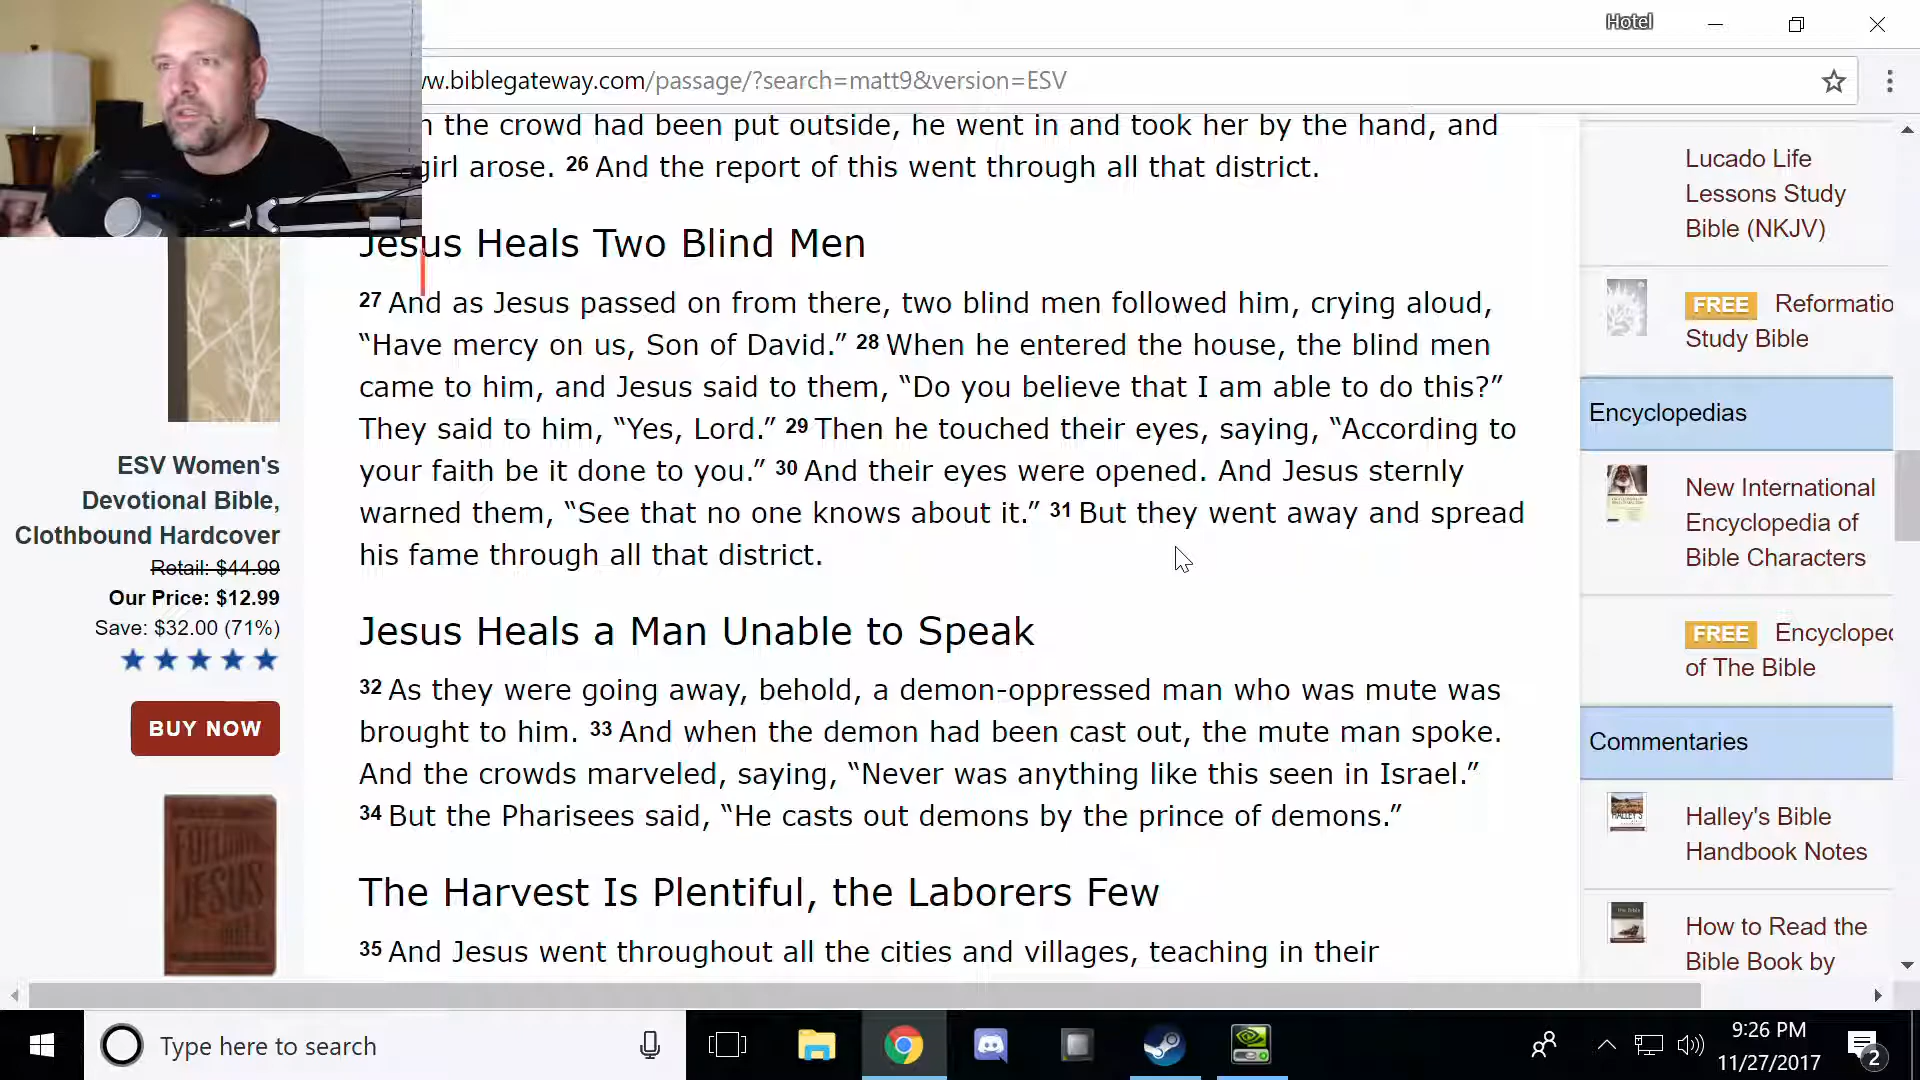 Hotel
w.biblegateway.com/passage/?search=matt9&version=ESV
the crowd had been put outside, he went in and took her by the hand, and
girl arose. 26 And the report of this went through all that district.
Jesus Heals Two Blind Men
27 And as Jesus passed on from there, two blind men followed him, crying aloud,
“Have mercy on us, Son of David.” 28 When he entered the house, the blind men
came to him, and Jesus said to them, “Do you believe that I am able to do this?”
They said to him, “Yes, Lord.” 29 Then he touched their eyes, saying, “According to
your faith be it done to you.” 30 And their eyes were opened. And Jesus sternly
warned them, “See that no one knows about it.” 31 But they went away and spread
his fame through all that district.
Jesus Heals a Man Unable to Speak
32 As they were going away, behold, a demon-oppressed man who was mute was
brought to him. 33 And when the demon had been cast out, the mute man spoke.
And the crowds marveled, saying, “Never was anything like this seen in Israel.”
34 But the Pharisees said, “He casts out demons by the prince of demons.”
The Harvest Is Plentiful, the Laborers Few
35 And Jesus went throughout all the cities and villages, teaching in their
ESV Women's
Devotional Bible,
Clothbound Hardcover
Retail: $44.99
Our Price: $12.99
Save: $32.00 (71%)
BUY NOW
FOLLOWING
JESUS
Lucado Life
Lessons Study
Bible (NKJV)
FREE Reformatio
Study Bible
Encyclopedias
New International
Encyclopedia of
Bible Characters
FREE Encycloped
of The Bible
Commentaries
Halley's Bible
Handbook Notes
How to Read the
Bible Book by
Type here to search
9:26 PM
11/27/2017
2